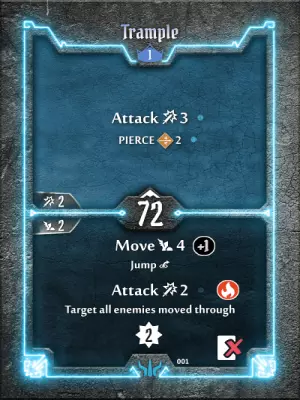 Trample
1
Attack 3
PIERCE 2
2
72
2
Move 4 +1
Jump
Attack 2
Target all enemies moved through
2
001